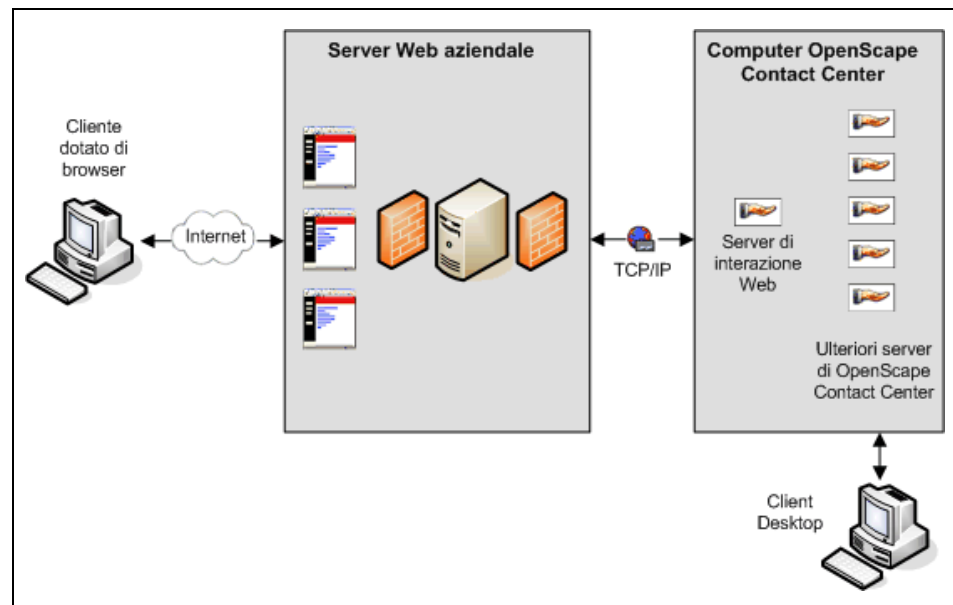 Server Web aziendale
Computer OpenScape
Contact Center
Cliente
dotato di
browser
Internet
TCP/IP
Server di
interazione
Web
Ulteriori server
di OpenScape
Contact Center
Client
Desktop